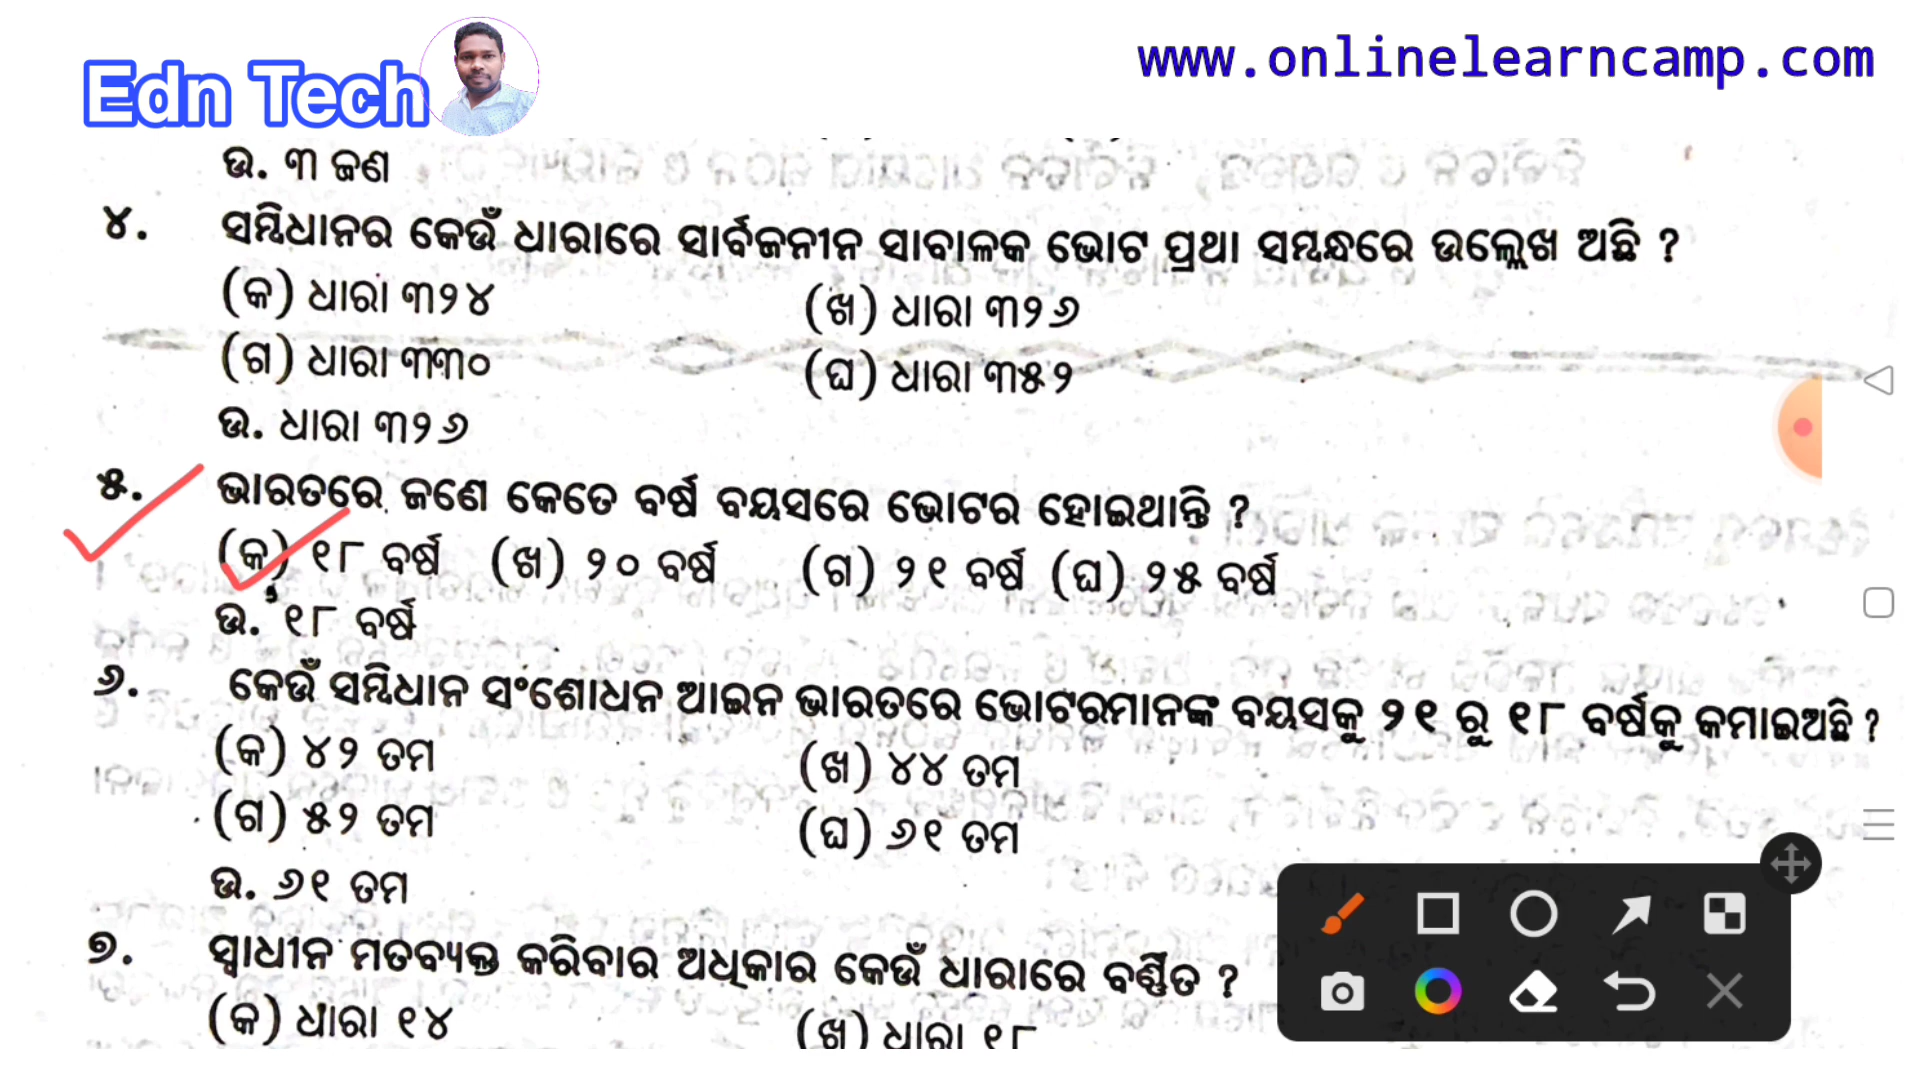 Edn Tech
www.onlinelearncamp.com
ଉ. ୩ ଜଣ
୪. ସମ୍ବିଧାନର କେଉଁ ଧାରାରେ ସାର୍ବଜନୀନ ସାବାଳକ ଭୋଟ ପ୍ରଥା ସମ୍ବନ୍ଧରେ ଉଲ୍ଲେଖ ଅଛି ?
(କ) ଧାରା ୩୨୪ (ଖ) ଧାରା ୩୨୬
(ଗ) ଧାରା ୩୩୦ (ଘ) ଧାରା ୩୫୨
ଉ. ଧାରା ୩୨୬
୫. ଭାରତରେ ଜଣେ କେତେ ବର୍ଷ ବୟସରେ ଭୋଟର ହୋଇଥାନ୍ତି ?
(କ) ୧୮ ବର୍ଷ (ଖ) ୨୦ ବର୍ଷ (ଗ) ୨୧ ବର୍ଷ (ଘ) ୨୫ ବର୍ଷ
ଉ. ୧୮ ବର୍ଷ
୬. କେଉଁ ସମ୍ବିଧାନ ସଂଶୋଧନ ଆଇନ ଭାରତରେ ଭୋଟରମାନଙ୍କ ବୟସକୁ ୨୧ ରୁ ୧୮ ବର୍ଷକୁ କମାଇଅଛି ?
(କ) ୪୨ ତମ (ଖ) ୪୪ ତମ
(ଗ) ୫୨ ତମ (ଘ) ୬୧ ତମ
ଉ. ୬୧ ତମ
୭. ସ୍ୱାଧୀନ ମତବ୍ୟକ୍ତ କରିବାର ଅଧିକାର କେଉଁ ଧାରାରେ ବର୍ଣ୍ଣିତ ?
(କ) ଧାରା ୧୪ (ଖ) ଧାରା ୧୮